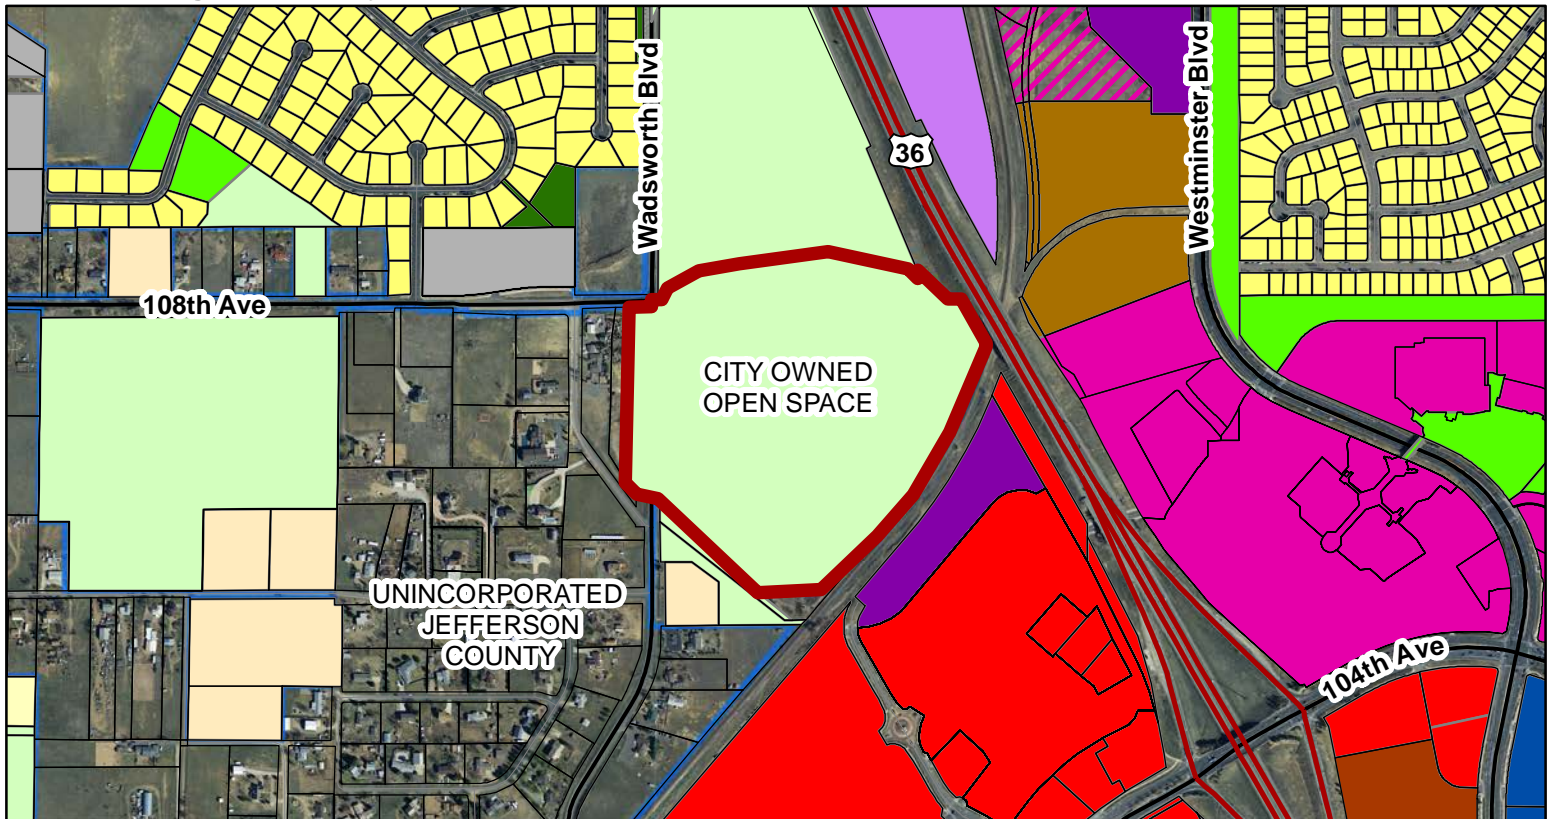 Wadsworth Blvd
36
Westminster Blvd
108th Ave
CITY OWNED
OPEN SPACE
UNINCORPORATED
JEFFERSON
COUNTY
104th Ave